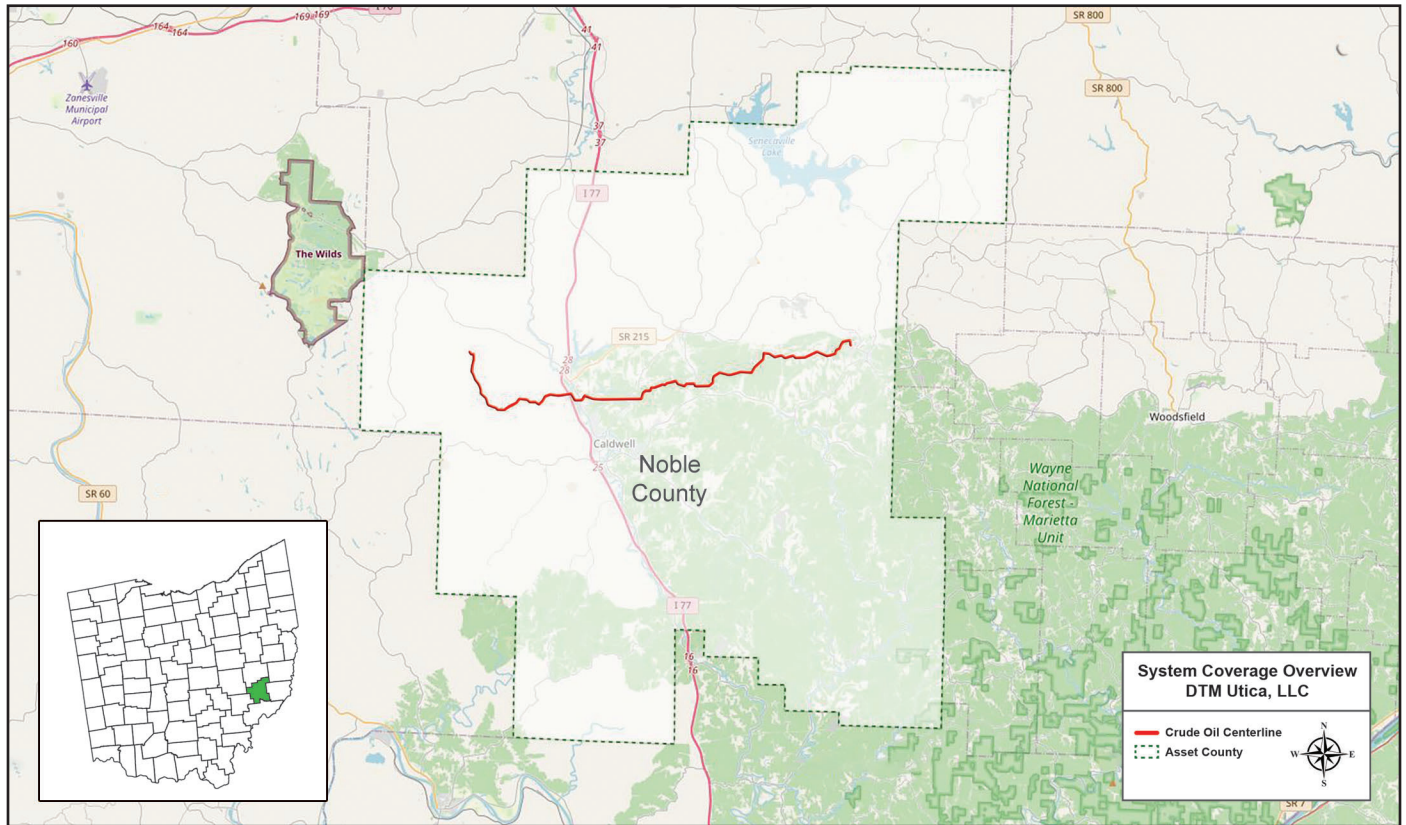 I 70
169
169
164
164
160
Zanesville
Municipal
Airport
41
41
37
37
I 77
SR 800
SR 800
Senecaville
Lake
The Wilds
SR 215
28
28
Caldwell
25
Noble
County
Woodsfield
Wayne
National
Forest -
Marietta
Unit
SR 60
I 77
16
16
System Coverage Overview
DTM Utica, LLC
Crude Oil Centerline
Asset County
N
W
E
S
SR 7